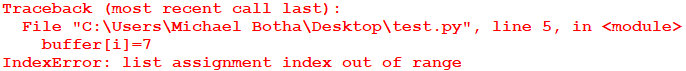 Traceback (most recent call last):
  File "C:\Users\Michael Botha\Desktop\test.py", line 5, in <module>
    buffer[i]=7
IndexError: list assignment index out of range